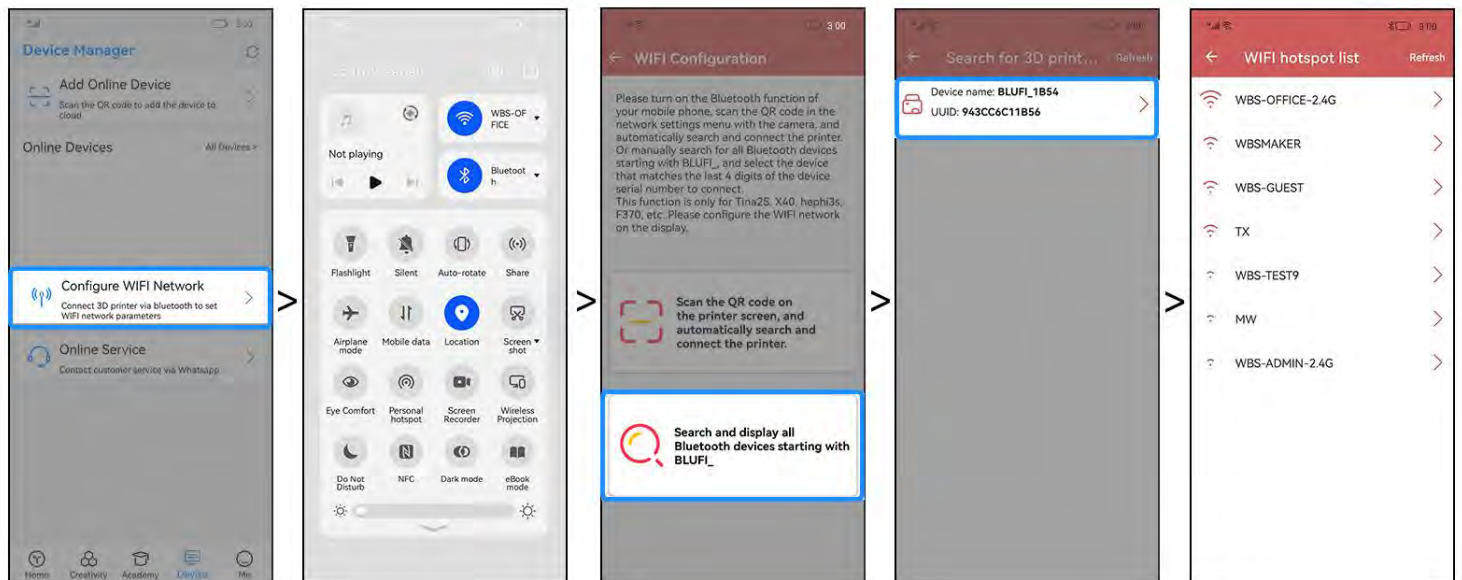 3:00
Device Manager
Add Online Device
Scan the QR code to add the device to
cloud
Online Devices
All Devices >
Configure WIFI Network
Connect 3D printer via bluetooth to set
WIFI network parameters
Online Service
Contact customer service via Whatsapp
Home
Creativity
Academy
Device
Me
>
WBS-OF
FICE
Not playing
Bluetoot
h
Flashlight
Silent
Auto-rotate
Share
Airplane
mode
Mobile data
Location
Screen
shot
Eye Comfort
Personal
hotspot
Screen
Recorder
Wireless
Projection
Do Not
Disturb
NFC
Dark mode
eBook
mode
>
3:00
WIFI Configuration
Please turn on the Bluetooth function of
your mobile phone, scan the QR code in the
network settings menu with the camera, and
automatically search and connect the printer.
Or manually search for all Bluetooth devices
starting with BLUFI_, and select the device
that matches the last 4 digits of the device
serial number to connect.
This function is only for Tina2S, X40, hephi3s,
F370, etc. Please configure the WIFI network
on the display.
Scan the QR code on
the printer screen, and
automatically search and
connect the printer.
Search and display all
Bluetooth devices starting with
BLUFI_
>
Search for 3D print...
Refresh
Device name: BLUFI_1B54
UUID: 943CC6C11B56
>
3:00
WIFI hotspot list
Refresh
WBS-OFFICE-2.4G
WBSMAKER
WBS-GUEST
TX
WBS-TEST9
MW
WBS-ADMIN-2.4G